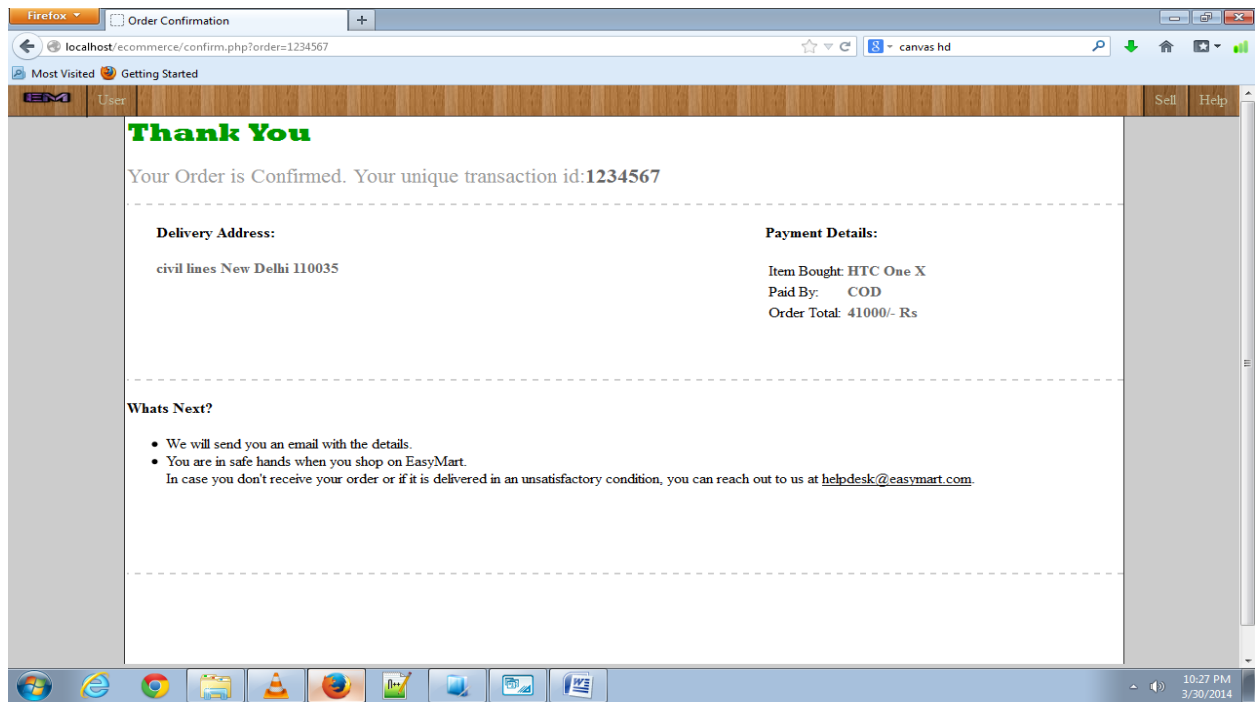 Firefox
Order Confirmation
+
localhost/ecommerce/confirm.php?order=1234567
8
canvas hd
Most Visited
Getting Started
EM
User
Sell
Help
Thank You
Your Order is Confirmed. Your unique transaction id:1234567
Delivery Address:
Payment Details:
civil lines New Delhi 110035
Item Bought: HTC One X
Paid By: COD
Order Total: 41000/- Rs
Whats Next?
• We will send you an email with the details.
• You are in safe hands when you shop on EasyMart.
In case you don't receive your order or if it is delivered in an unsatisfactory condition, you can reach out to us at helpdesk@easymart.com.
10:27 PM
3/30/2014